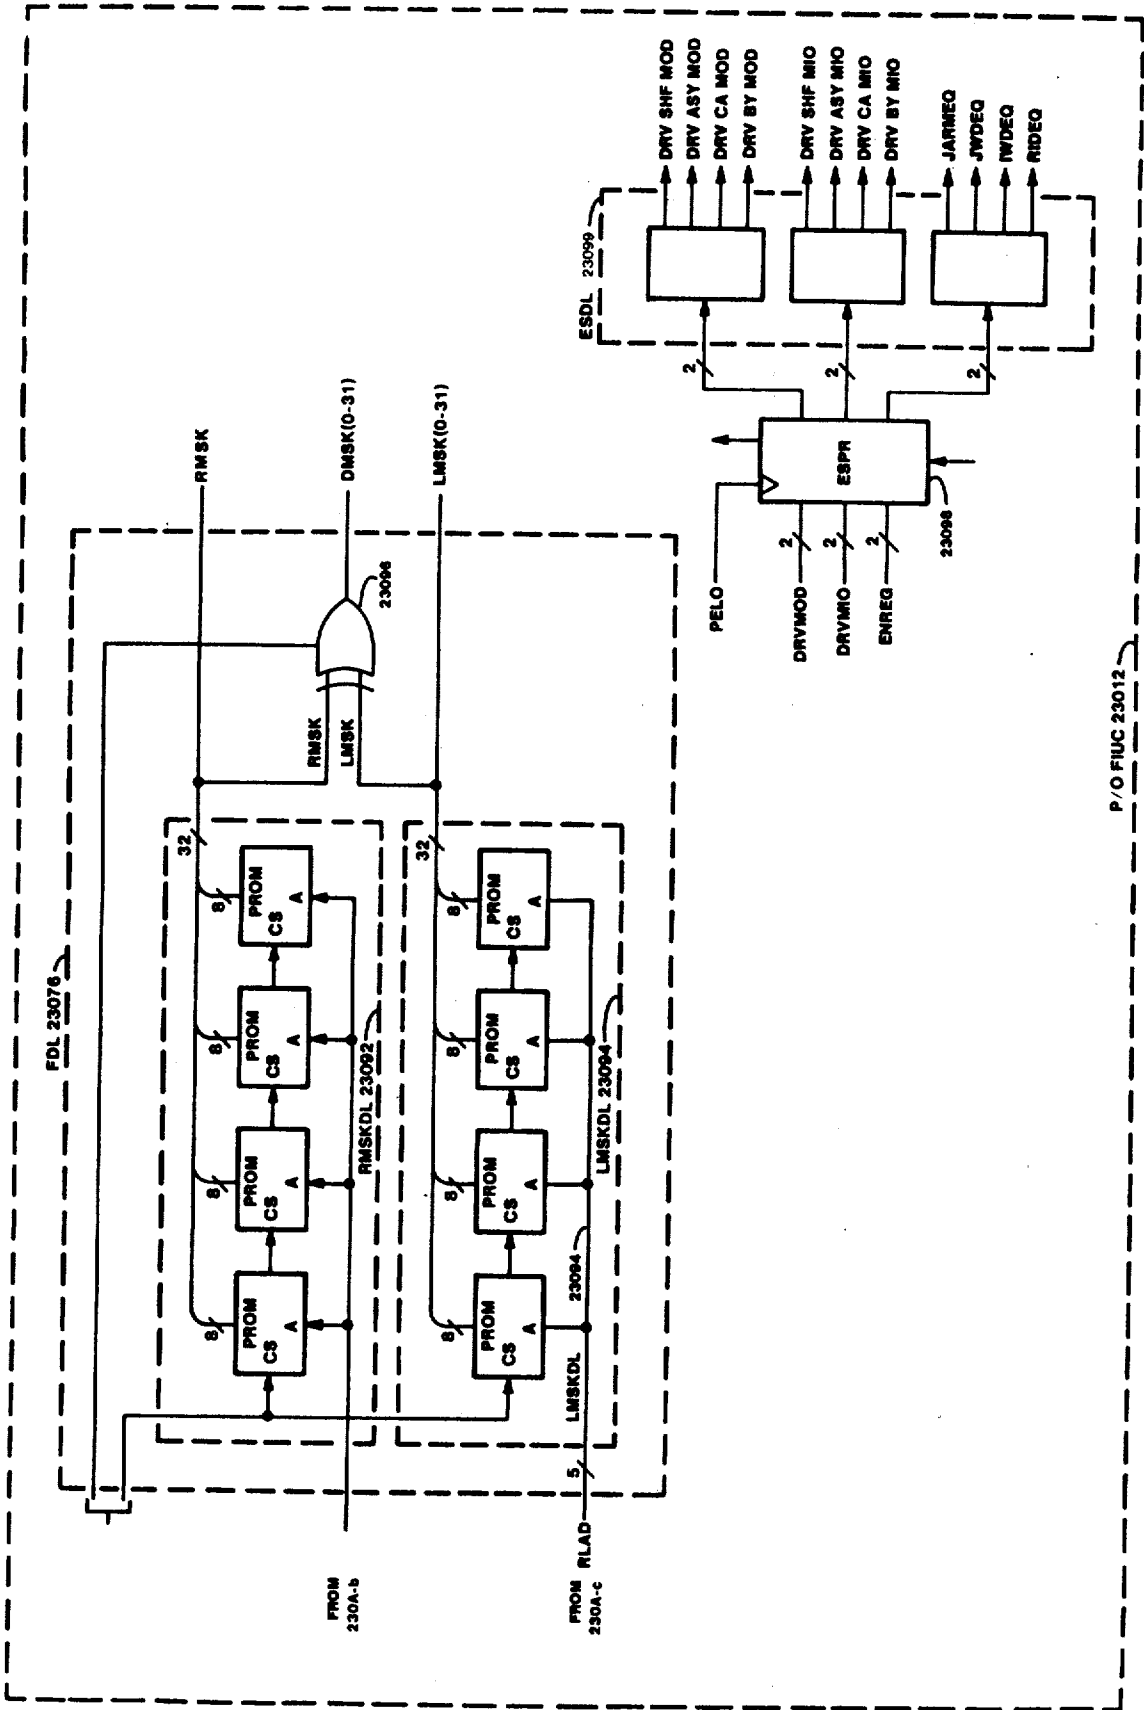 P/O FIUC 23012
FDL 23076
RMSK
DMSK(0-31)
LMSK(0-31)
23096
RMSK
LMSK
32
8
8
8
8
PROM
CS
A
PROM
CS
A
PROM
CS
A
PROM
CS
A
RMSKDL 23092
32
8
8
8
8
PROM
CS
A
PROM
CS
A
PROM
CS
A
PROM
CS
A
LMSKDL 23094
LMSKDL
23094
5
FROM
230A-b
FROM RLAD
230A-c
ESDL 23099
DRV SHF MOD
DRV ASY MOD
DRV CA MOD
DRV BY MOD
DRV SHF MIO
DRV ASY MIO
DRV CA MIO
DRV BY MIO
JARMEQ
JWDEQ
IWDEQ
RIDEQ
2
2
2
ESPR
23098
PELO
DRVMOD
2
DRVMIO
2
ENREQ
2